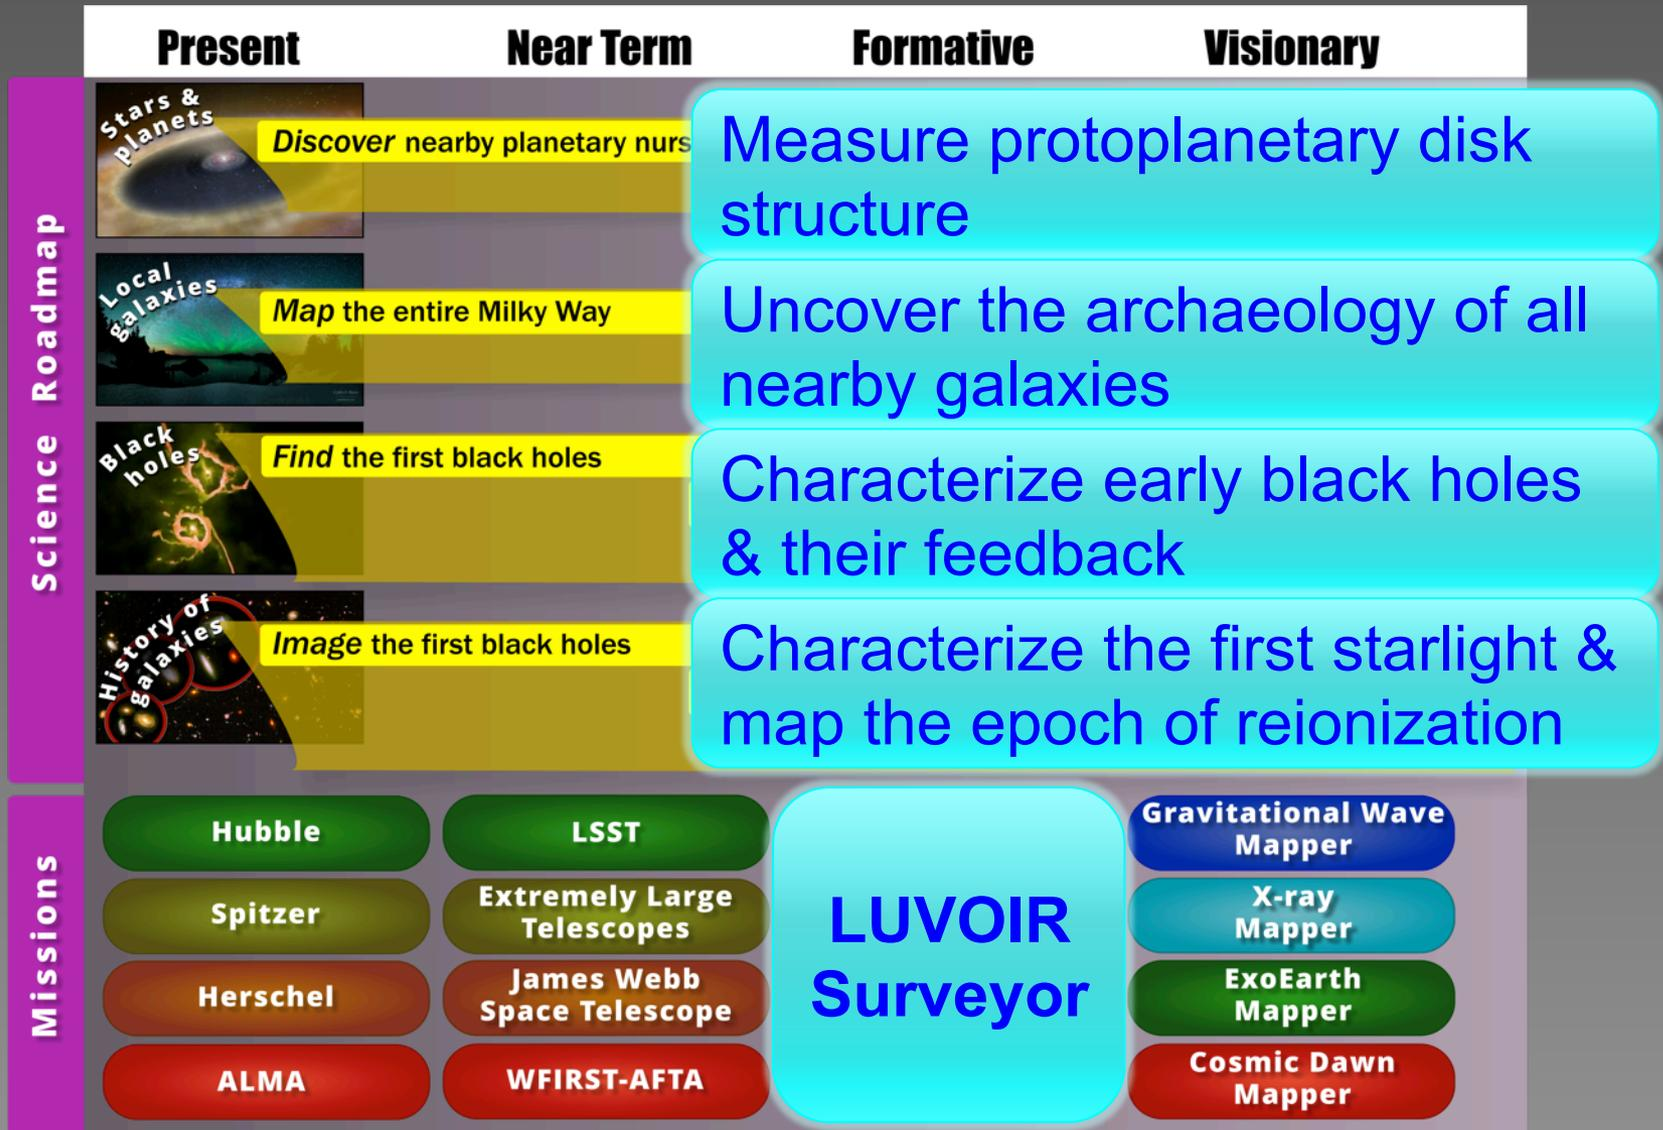 Present Near Term Formative Visionary
Science Roadmap
Stars &
planets
Discover nearby planetary nurs
Measure protoplanetary disk
structure
Local
galaxies
Map the entire Milky Way
Uncover the archaeology of all
nearby galaxies
Black
holes
Find the first black holes
Characterize early black holes
& their feedback
History of
galaxies
Image the first black holes
Characterize the first starlight &
map the epoch of reionization
Missions
Hubble
Spitzer
Herschel
ALMA
LSST
Extremely Large
Telescopes
James Webb
Space Telescope
WFIRST-AFTA
LUVOIR
Surveyor
Gravitational Wave
Mapper
X-ray
Mapper
ExoEarth
Mapper
Cosmic Dawn
Mapper